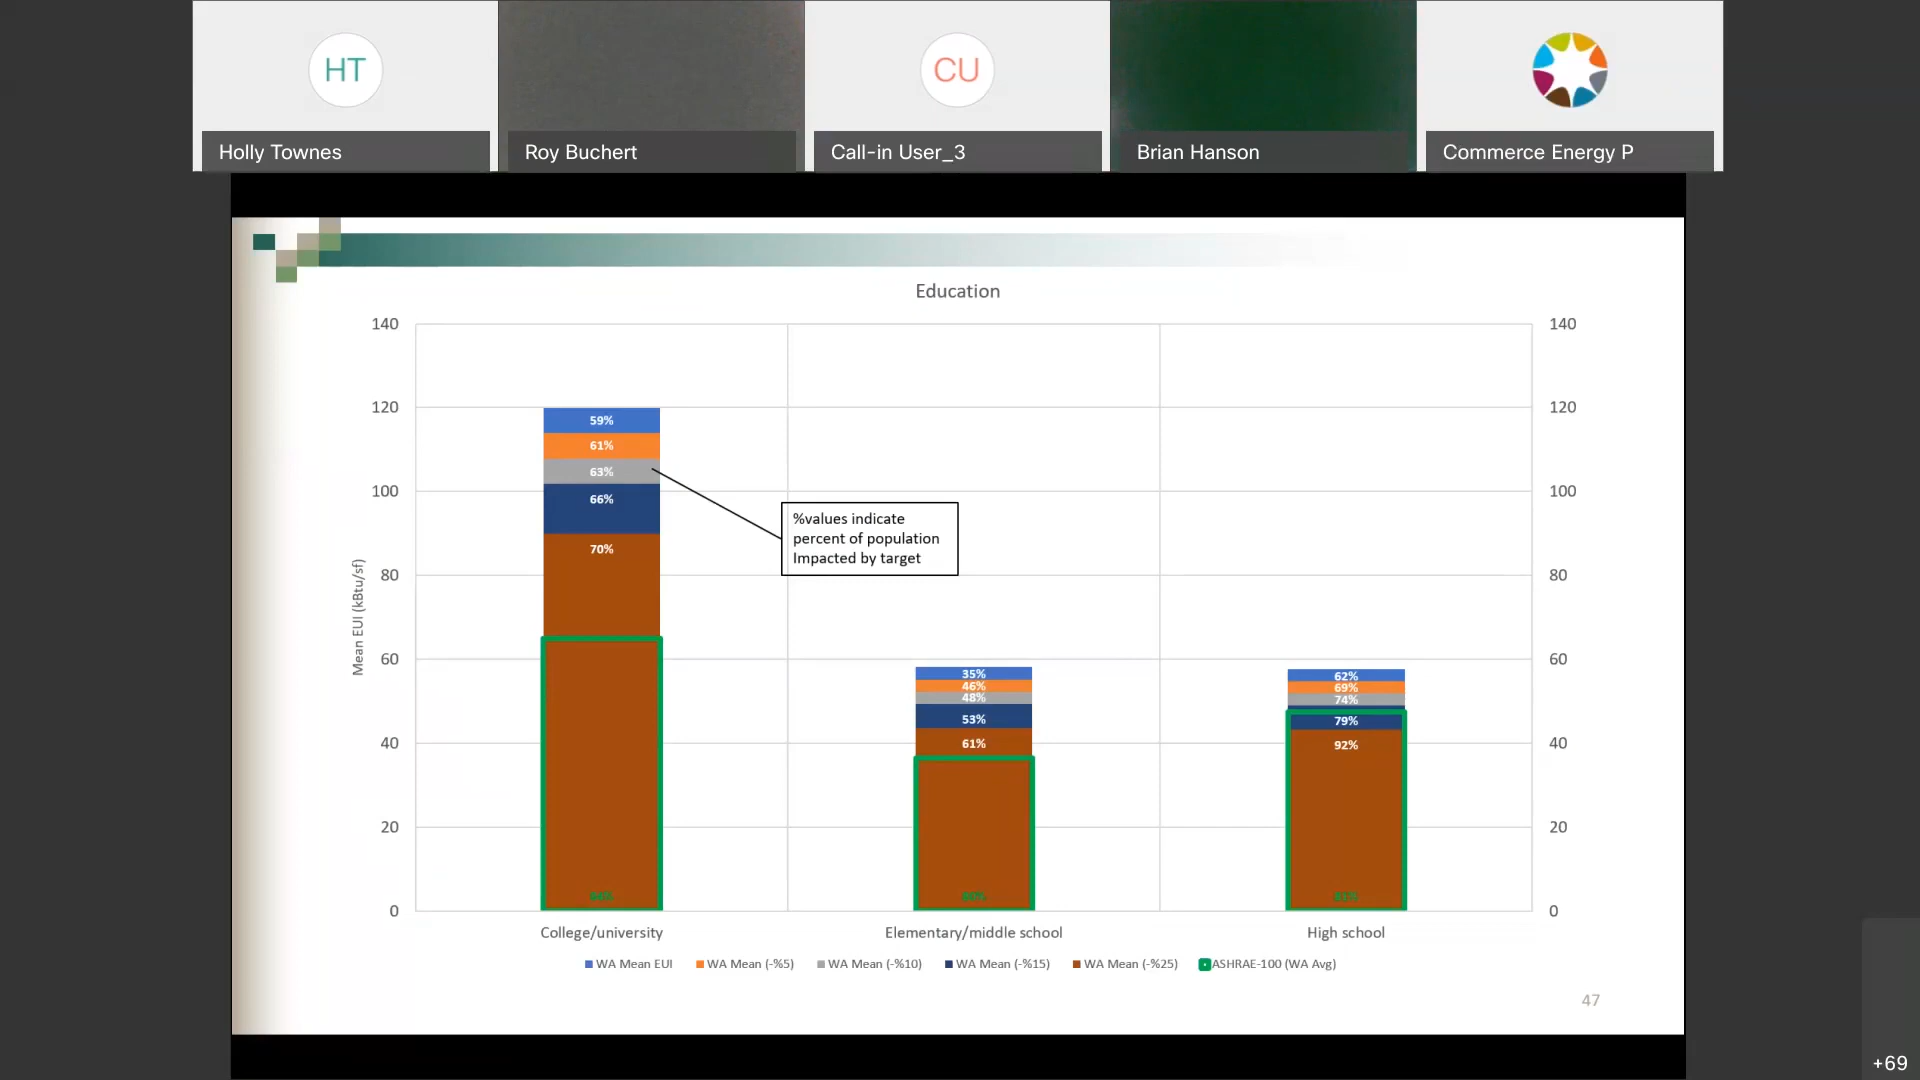 HT
CU
Holly Townes
Roy Buchert
Call-in User_3
Brian Hanson
Commerce Energy P
Education
140
140
120
120
59%
61%
63%
100
100
66%
%values indicate
percent of population
Impacted by target
70%
80
80
Mean EUI (kBtu/sf)
60
60
35%
46%
48%
53%
61%
62%
69%
74%
79%
92%
40
40
20
20
0
0
College/university
Elementary/middle school
High school
WA Mean EUI
WA Mean (-%5)
WA Mean (-%10)
WA Mean (-%15)
WA Mean (-%25)
ASHRAE-100 (WA Avg)
47
+69